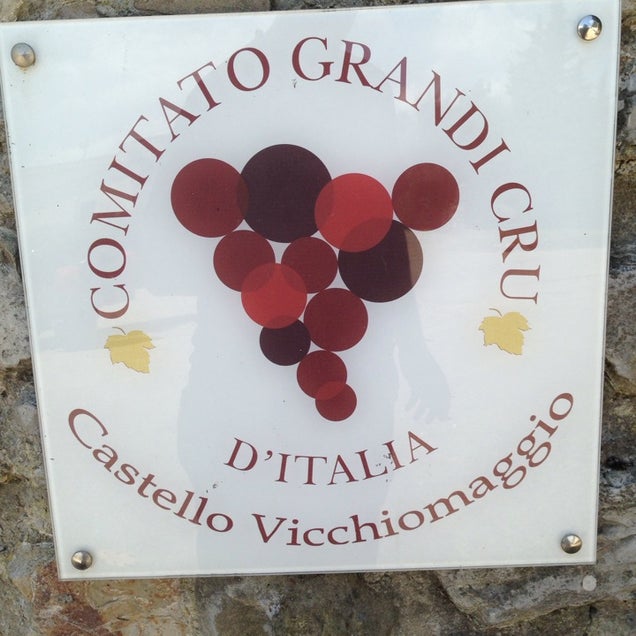 COMITATO GRANDI CRU
D'ITALIA
Castello Vicchiomaggio